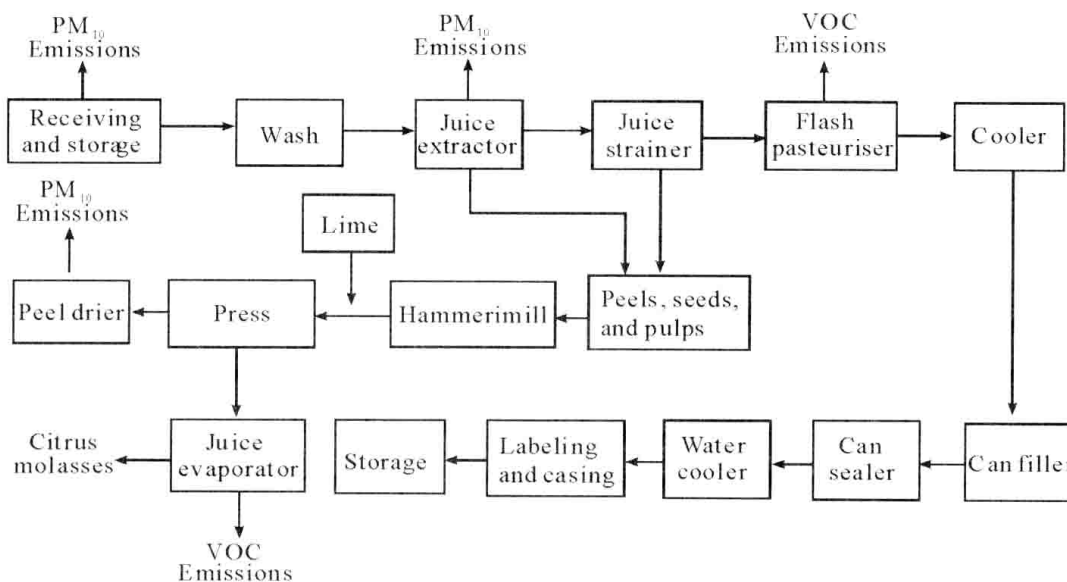 PM₁₀
Emissions
PM₁₀
Emissions
VOC
Emissions
Receiving
and storage
Wash
Juice
extractor
Juice
strainer
Flash
pasteuriser
Cooler
PM₁₀
Emissions
Lime
Peel drier
Press
Hammerimill
Peels, seeds,
and pulps
Citrus
molasses
Juice
evaporator
Storage
Labeling
and casing
Water
cooler
Can
sealer
Can filler
VOC
Emissions